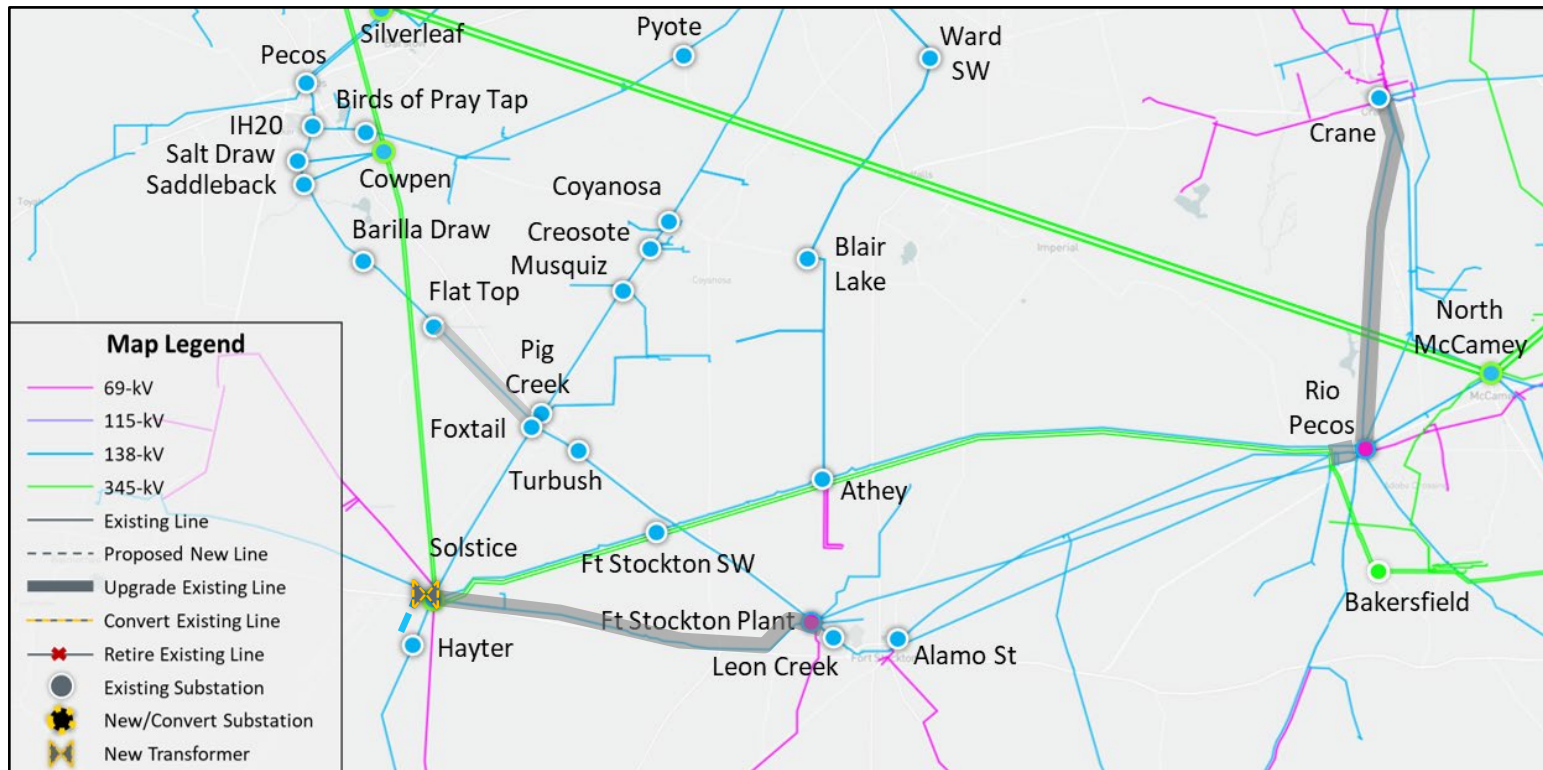 Silverleaf
Pyote
Ward
SW
Pecos
Birds of Pray Tap
IH20
Crane
Salt Draw
Saddleback
Cowpen
Coyanosa
Barilla Draw
Creosote
Musquiz
Blair
Lake
Imperial
Coyanosa
Flat Top
North
McCamey
Pig
Creek
Rio
Pecos
Foxtail
Turbush
Athey
Solstice
Ft Stockton SW
Ft Stockton Plant
Bakersfield
Hayter
Leon Creek
Alamo St
Map Legend
69-kV
115-kV
138-kV
345-kV
Existing Line
Proposed New Line
Upgrade Existing Line
Convert Existing Line
Retire Existing Line
Existing Substation
New/Convert Substation
New Transformer